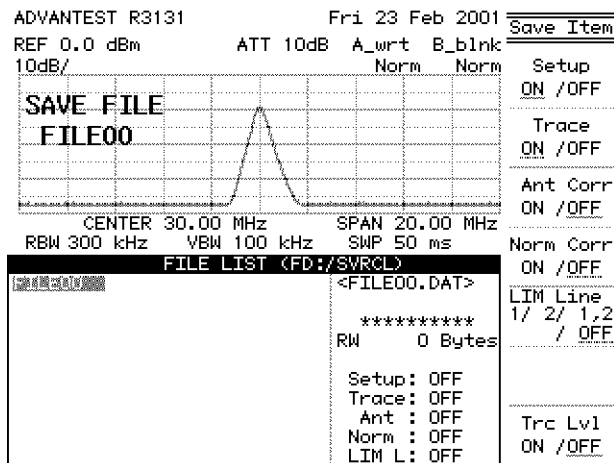 ADVANTEST R3131 Fri 23 Feb 2001
REF 0.0 dBm ATT 10dB A_wrt B_blnk
10dB/ Norm Norm
SAVE FILE
FILE00
CENTER 30.00 MHz SPAN 20.00 MHz
RBW 300 kHz VBW 100 kHz SWP 50 ms
FILE LIST (FD:/SVRCL)
<FILE00.DAT>
**********
RW 0 Bytes
Setup: OFF
Trace: OFF
Ant : OFF
Norm : OFF
LIM L: OFF
Save Item
Setup
ON /OFF
Trace
ON /OFF
Ant Corr
ON /OFF
Norm Corr
ON /OFF
LIM Line
1/ 2/ 1,2
/ OFF
Trc Lvl
ON /OFF